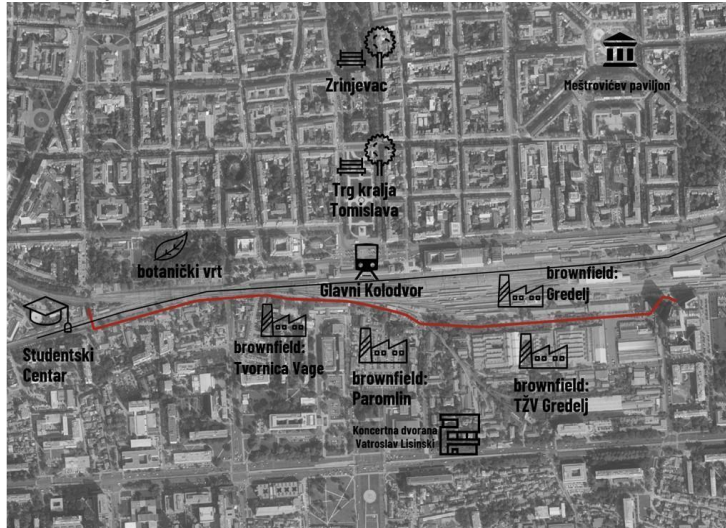 Zrinjevac
Meštrovićev paviljon
Trg kralja
Tomislava
botanički vrt
Glavni Kolodvor
brownfield:
Gredelj
Studentski
Centar
brownfield:
Tvornica Vage
brownfield:
Paromlin
brownfield:
TŽV Gredelj
Koncertna dvorana
Vatroslav Lisinski